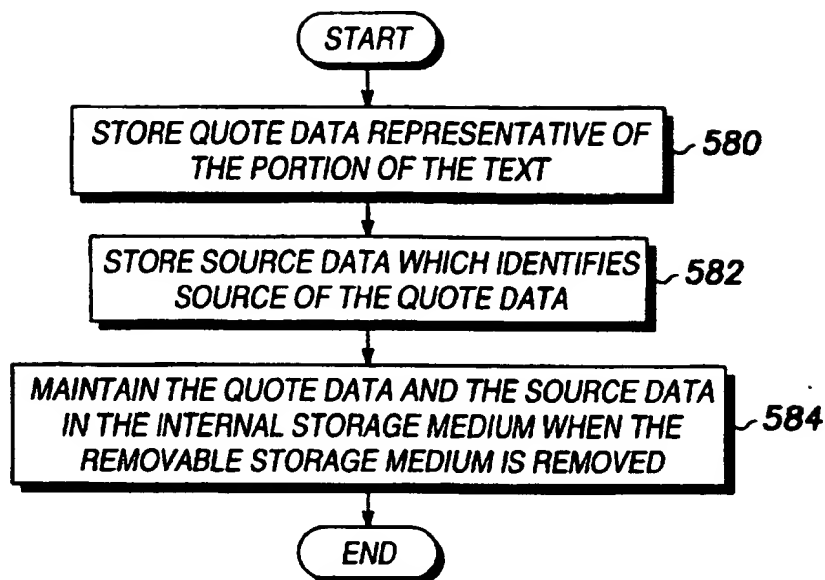 START
STORE QUOTE DATA REPRESENTATIVE OF
THE PORTION OF THE TEXT
580
STORE SOURCE DATA WHICH IDENTIFIES
SOURCE OF THE QUOTE DATA
582
MAINTAIN THE QUOTE DATA AND THE SOURCE DATA
IN THE INTERNAL STORAGE MEDIUM WHEN THE
REMOVABLE STORAGE MEDIUM IS REMOVED
584
END